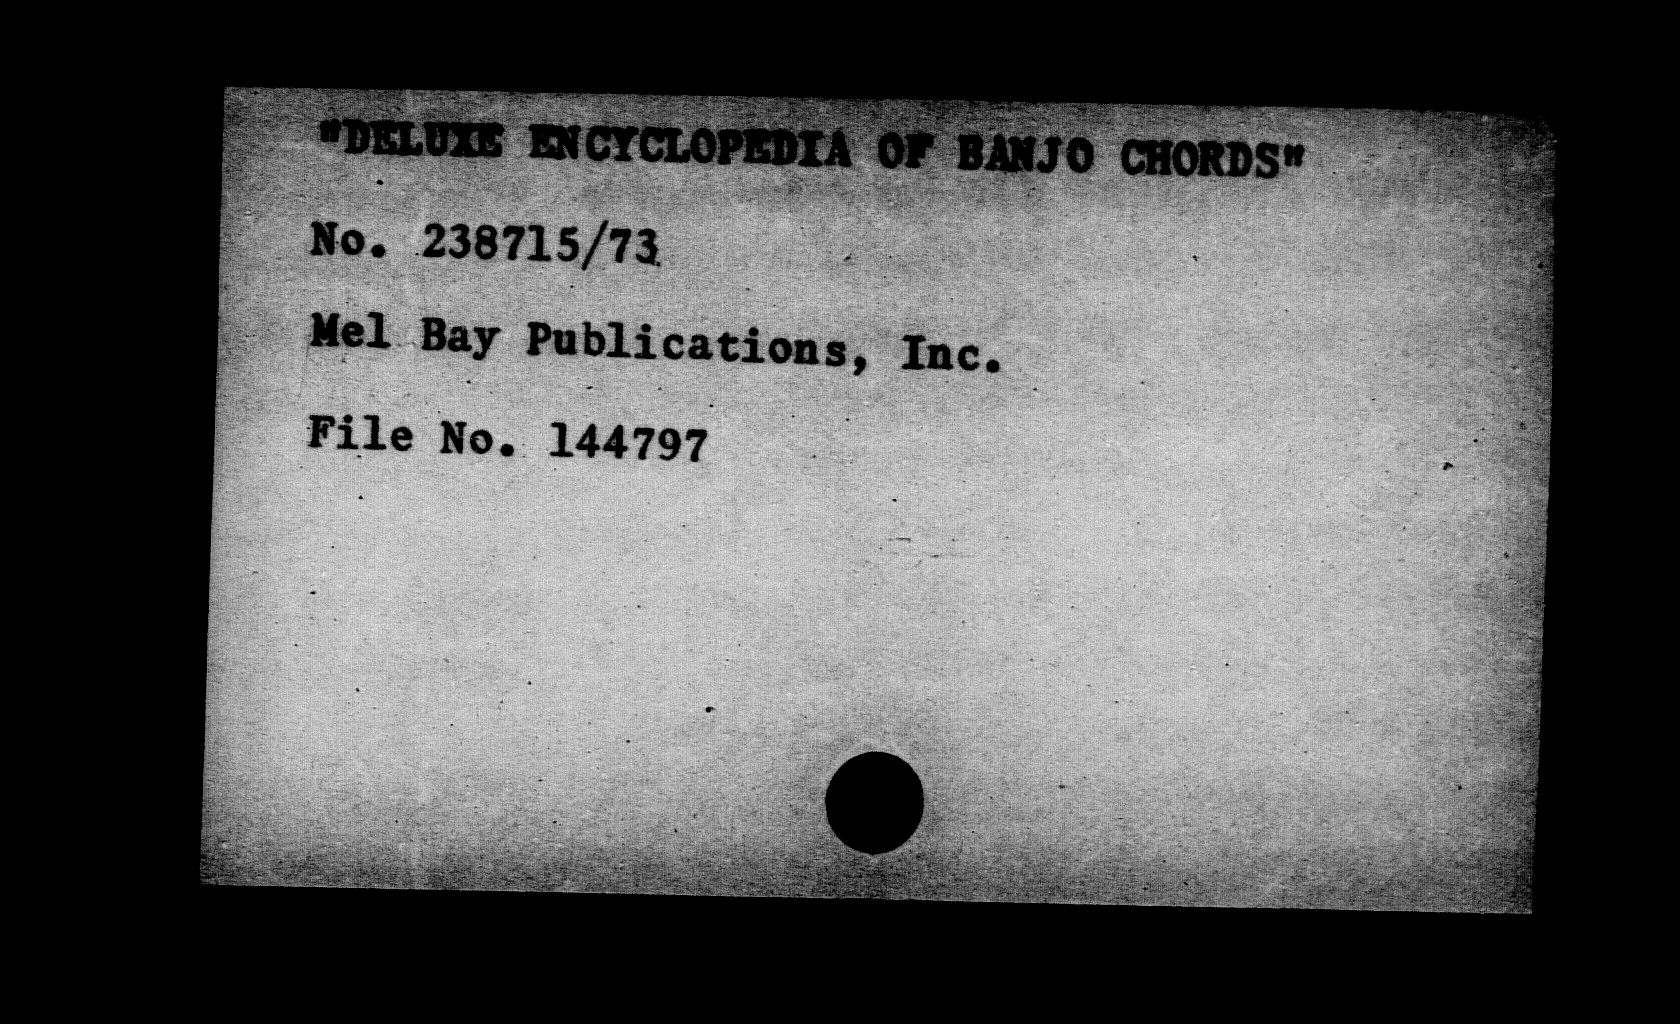 "DELUXE ENCYCLOPEDIA OF BANJO CHORDS"
No. 238715/73
Mel Bay Publications, Inc.
File No. 144797